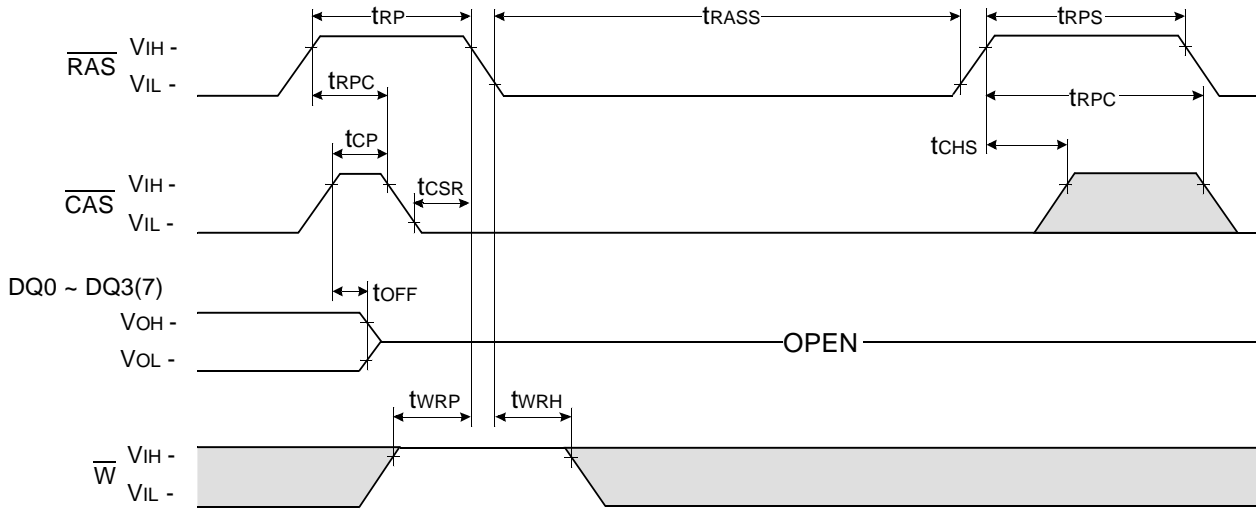 tRP
tRASS
tRPS
RAS
VIH -
VIL -
tRPC
tRPC
tCP
tCHS
tCSR
CAS
VIH -
VIL -
DQ0 ~ DQ3(7)
tOFF
VOH -
VOL -
OPEN
tWRP
tWRH
W
VIH -
VIL -